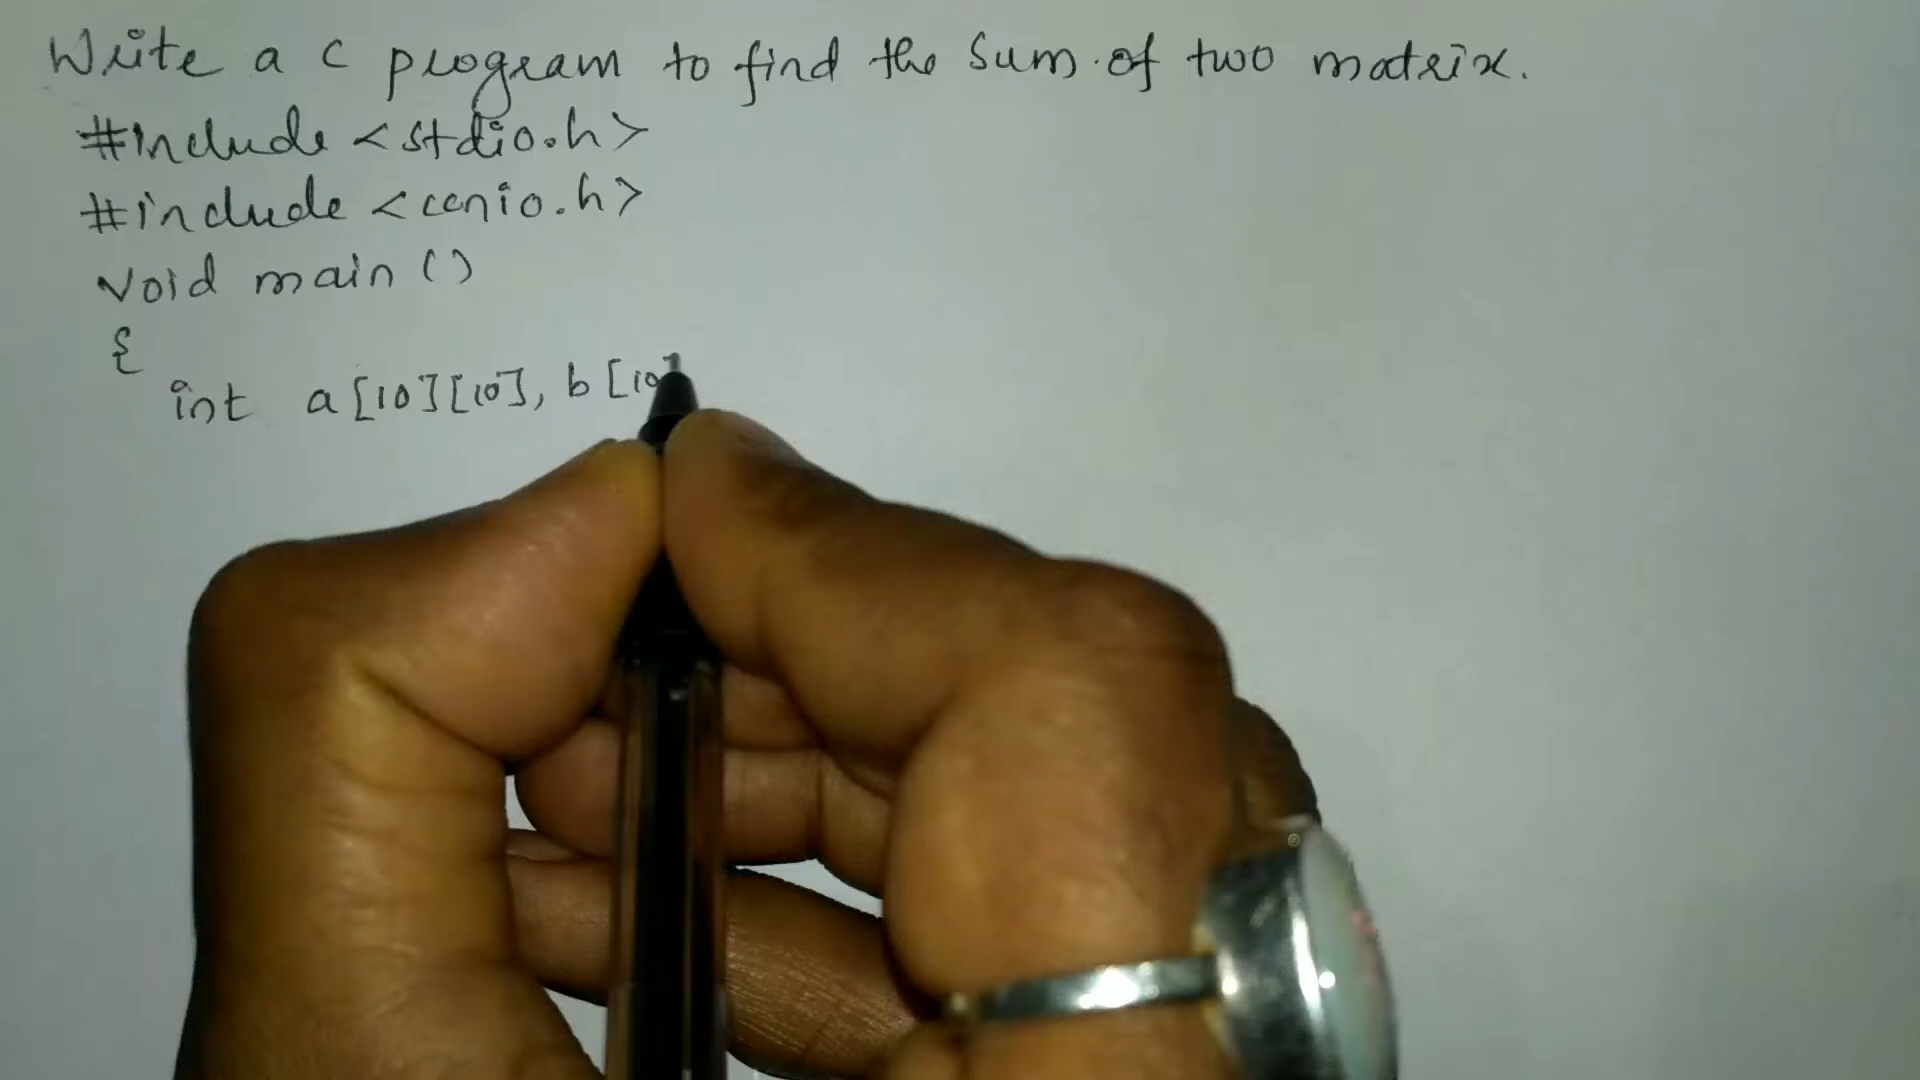 Write a c program to find the sum of two matrix.
#include <stdio.h>
#include <conio.h>
void main ()
{
int a [10][10], b [10]